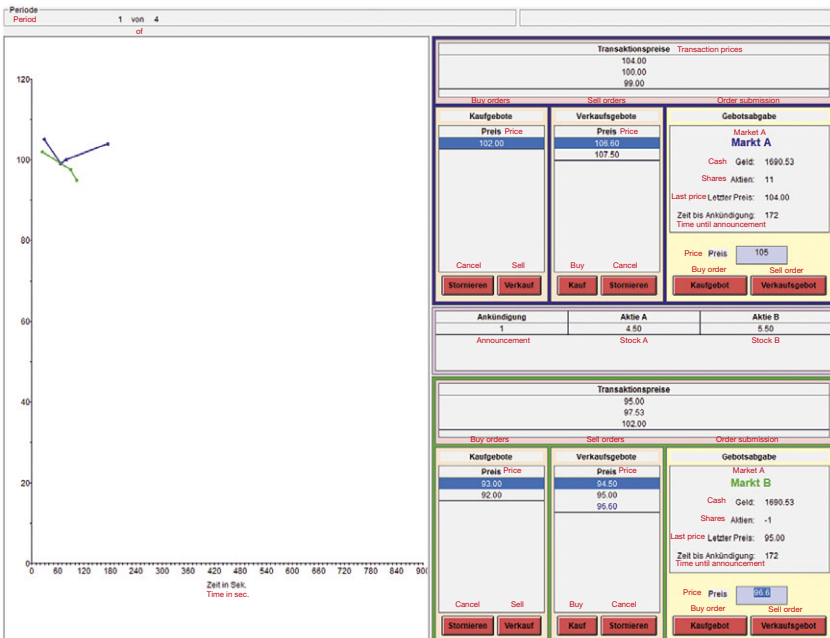 Periode
Period 1 von 4
of
Transaktionspreise Transaction prices
104.00
100.00
99.00
Buy orders Sell orders Order submission
Kaufgebote Verkaufsgebote Gebotsabgabe
Preis Price Preis Price Market A
102.00 106.60 Markt A
107.50
Cash Geld: 1690.53
Shares Aktien: 11
Last price Letzter Preis: 104.00
Zeit bis Ankündigung: 172
Time until announcement
Price Preis 105
Cancel Sell Buy Cancel Buy order Sell order
Stornieren Verkauf Kauf Stornieren Kaufgebot Verkaufsgebot
Ankündigung Aktie A Aktie B
1 4.50 5.50
Announcement Stock A Stock B
Transaktionspreise
95.00
97.53
102.00
Buy orders Sell orders Order submission
Kaufgebote Verkaufsgebote Gebotsabgabe
Preis Price Preis Price Market A
93.00 94.50 Markt B
92.00 95.00
96.60
Cash Geld: 1690.53
Shares Aktien: -1
Last price Letzter Preis: 95.00
Zeit bis Ankündigung: 172
Time until announcement
Price Preis 96.6
Cancel Sell Buy Cancel Buy order Sell order
Stornieren Verkauf Kauf Stornieren Kaufgebot Verkaufsgebot
120
100
80
60
40
20
0
0 60 120 180 240 300 360 420 480 540 600 660 720 780 840 900
Zeit in Sek.
Time in sec.